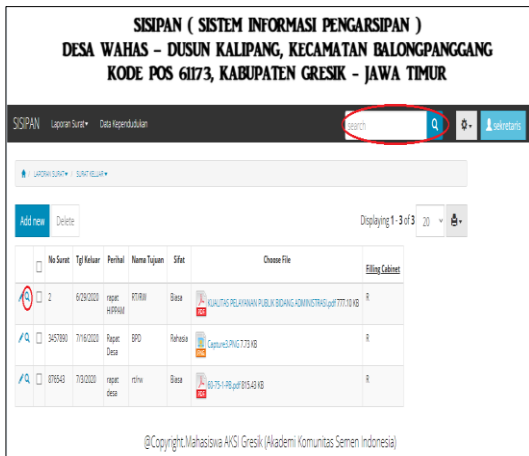 SISIPAN ( SISTEM INFORMASI PENGARSIPAN )
DESA WAHAS – DUSUN KALIPANG, KECAMATAN BALONGPANGGANG
KODE POS 61173, KABUPATEN GRESIK – JAWA TIMUR
SISIPAN Laporan Surat Data Kependudukan search sekretaris
/ LAPORAN SURAT / SURAT KELUAR
Add new Delete Displaying 1 - 3 of 3 20
No Surat Tgl Keluar Perihal Nama Tujuan Sifat Choose File Filling Cabinet
2 6/29/2020 rapat HIPPAM RT/RW Biasa KUALITAS PELAYANAN PUBLIK BIDANG ADMINISTRASI.pdf 777.10 KB R
3457890 7/16/2020 Rapat Desa BPD Rahasia Capture3.PNG 7.73 KB R
876543 7/3/2020 rapat desa rt/rw Biasa 60-75-1-PB.pdf 815.43 KB R
@Copyright.Mahasiswa AKSI Gresik (Akademi Komunitas Semen Indonesia)